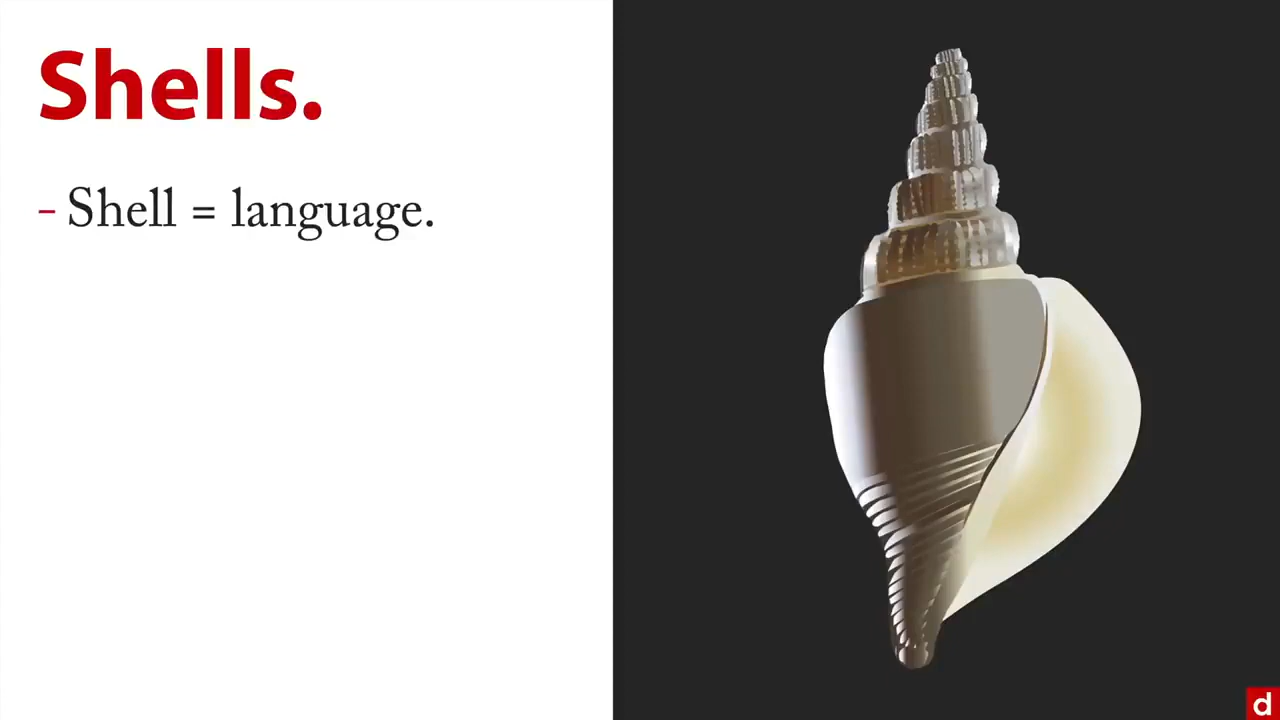 Shells.
– Shell = language.
d